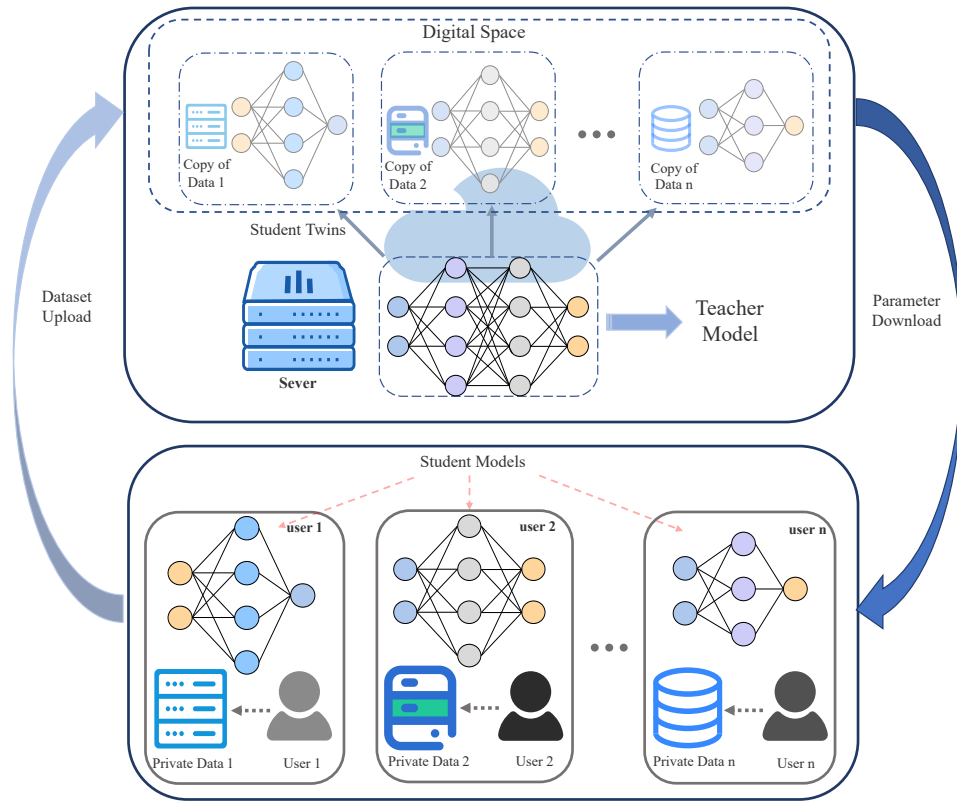 Digital Space
Copy of
Data 1
Copy of
Data 2
Copy of
Data n
Student Twins
Dataset
Upload
Sever
Teacher
Model
Parameter
Download
Student Models
user 1
user 2
user n
Private Data 1
User 1
Private Data 2
User 2
Private Data n
User n